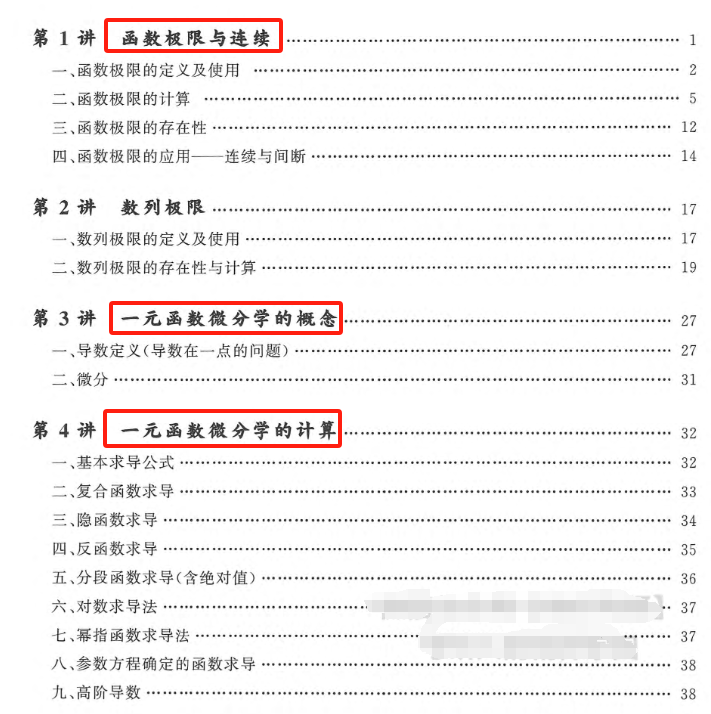 第 1 讲 函数极限与连续 …… 1
一、函数极限的定义及使用 …… 2
二、函数极限的计算 …… 5
三、函数极限的存在性 …… 12
四、函数极限的应用——连续与间断 …… 14
第 2 讲 数列极限 …… 17
一、数列极限的定义及使用 …… 17
二、数列极限的存在性与计算 …… 19
第 3 讲 一元函数微分学的概念 …… 27
一、导数定义(导数在一点的问题) …… 27
二、微分 …… 31
第 4 讲 一元函数微分学的计算 …… 32
一、基本求导公式 …… 32
二、复合函数求导 …… 33
三、隐函数求导 …… 34
四、反函数求导 …… 35
五、分段函数求导(含绝对值) …… 36
六、对数求导法 …… 37
七、幂指函数求导法 …… 37
八、参数方程确定的函数求导 …… 38
九、高阶导数 …… 38